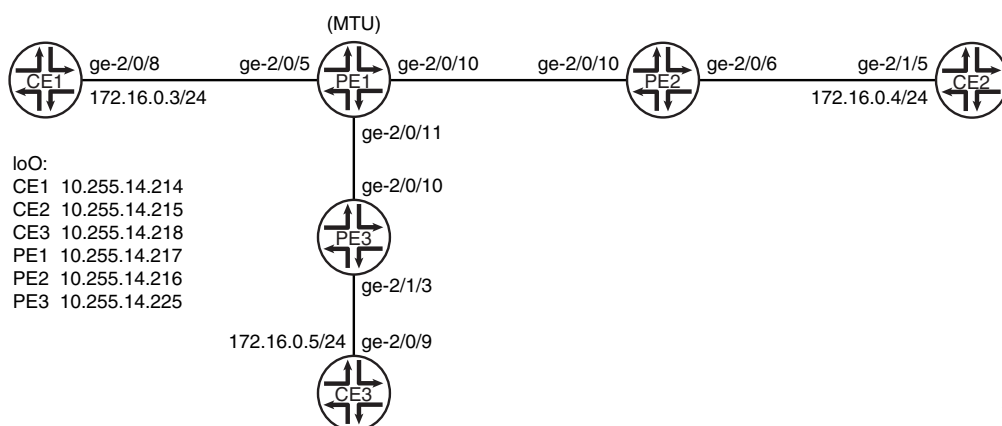 (MTU)
ge-2/0/8
ge-2/0/5
ge-2/0/10
ge-2/0/10
ge-2/0/6
ge-2/1/5
CE1
PE1
PE2
CE2
172.16.0.3/24
172.16.0.4/24
ge-2/0/11
loO:
CE1 10.255.14.214
CE2 10.255.14.215
CE3 10.255.14.218
PE1 10.255.14.217
PE2 10.255.14.216
PE3 10.255.14.225
ge-2/0/10
PE3
ge-2/1/3
172.16.0.5/24
ge-2/0/9
CE3